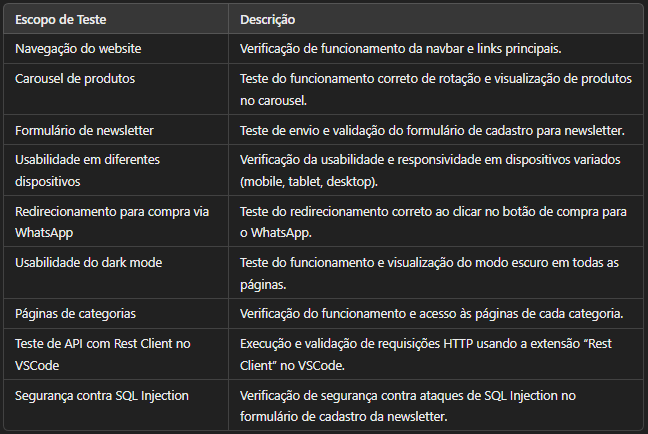 Escopo de Teste Descrição
Navegação do website Verificação de funcionamento da navbar e links principais.
Carousel de produtos Teste do funcionamento correto de rotação e visualização de produtos
no carousel.
Formulário de newsletter Teste de envio e validação do formulário de cadastro para newsletter.
Usabilidade em diferentes
dispositivos
Verificação da usabilidade e responsividade em dispositivos variados
(mobile, tablet, desktop).
Redirecionamento para compra via
WhatsApp
Teste do redirecionamento correto ao clicar no botão de compra para
o WhatsApp.
Usabilidade do dark mode Teste do funcionamento e visualização do modo escuro em todas as
páginas.
Páginas de categorias Verificação do funcionamento e acesso às páginas de cada categoria.
Teste de API com Rest Client no
VSCode
Execução e validação de requisições HTTP usando a extensão “Rest
Client” no VSCode.
Segurança contra SQL Injection Verificação de segurança contra ataques de SQL Injection no
formulário de cadastro da newsletter.